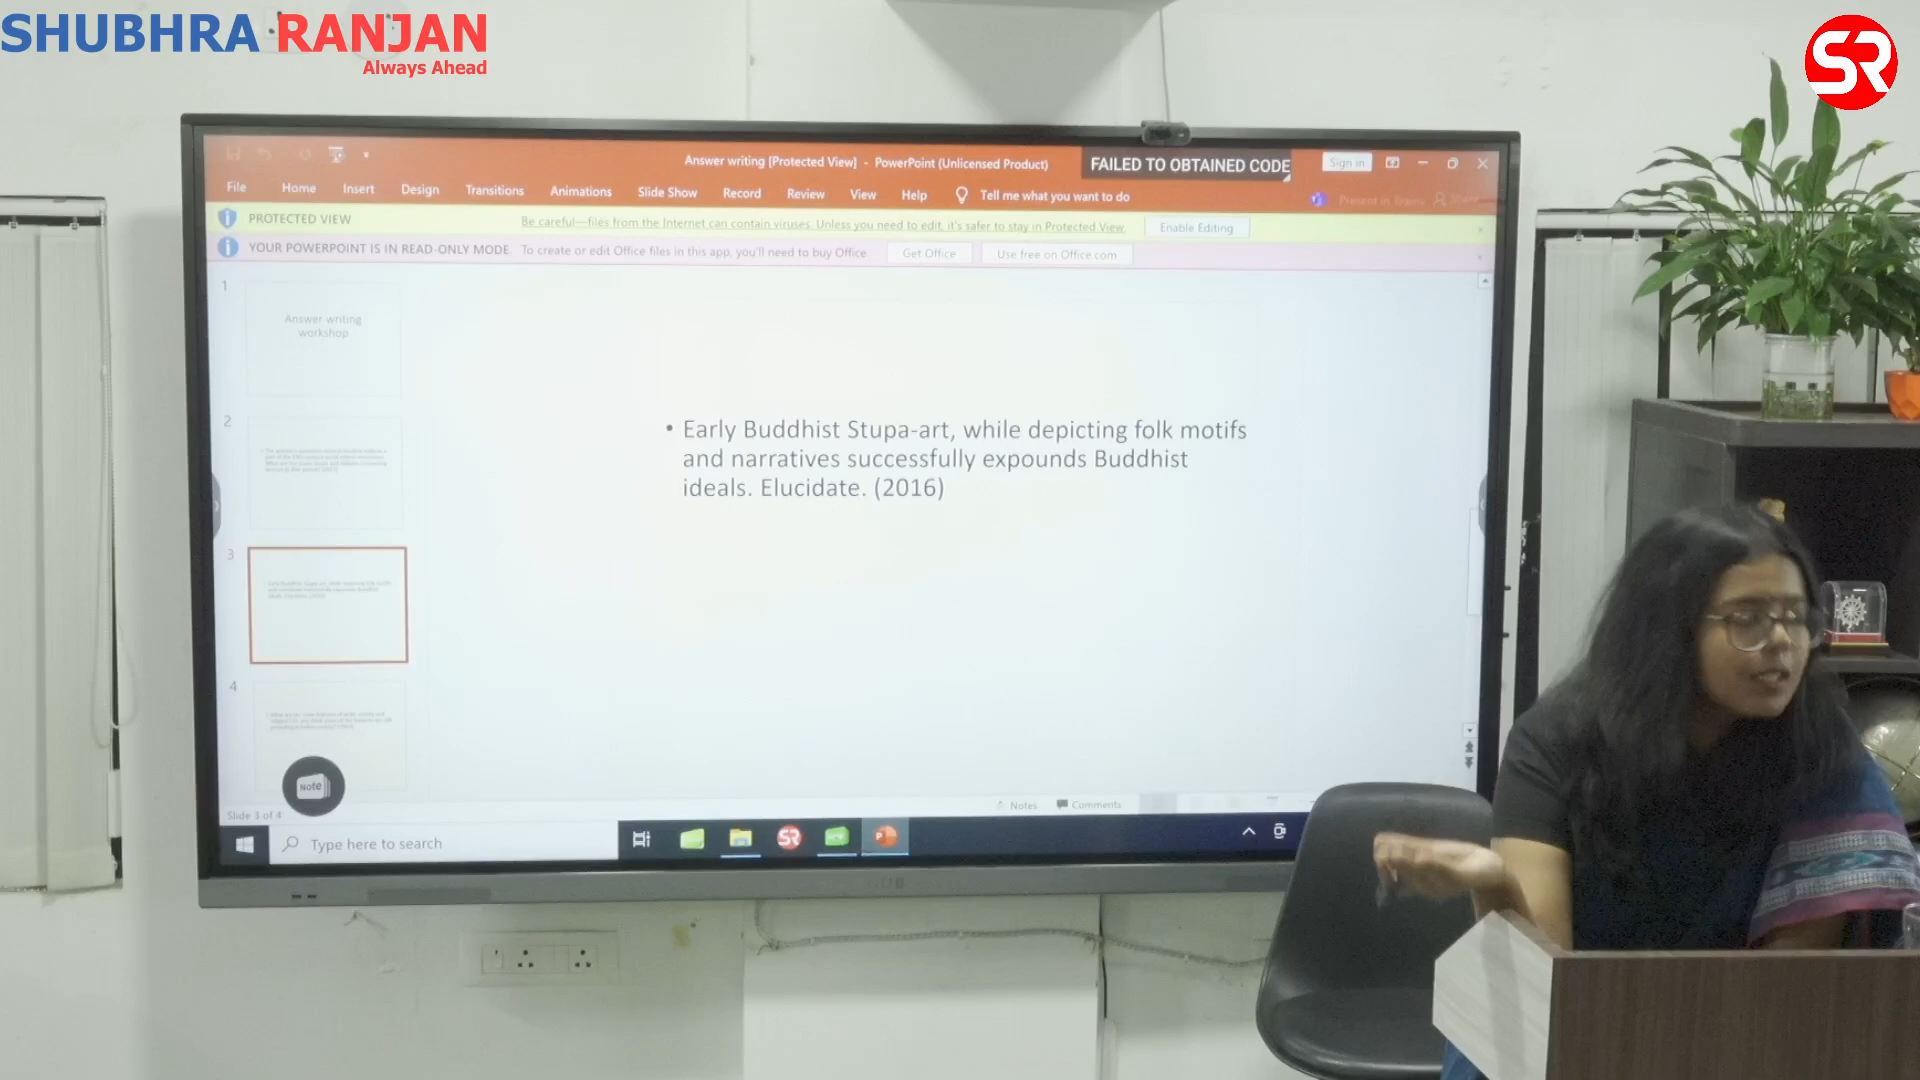 SHUBHRA RANJAN
Always Ahead
SR
Answer writing [Protected View] - PowerPoint (Unlicensed Product)
FAILED TO OBTAINED CODE
Sign in
File Home Insert Design Transitions Animations Slide Show Record Review View Help Tell me what you want to do
Present in Teams Share
PROTECTED VIEW Be careful—files from the Internet can contain viruses. Unless you need to edit, it's safer to stay in Protected View. Enable Editing
YOUR POWERPOINT IS IN READ-ONLY MODE. To create or edit Office files in this app, you'll need to buy Office Get Office Use free on Office.com
1
Answer writing
workshop
2
3
4
• Early Buddhist Stupa-art, while depicting folk motifs
and narratives successfully expounds Buddhist
ideals. Elucidate. (2016)
Note
Slide 3 of 4
Notes Comments
Type here to search
SR